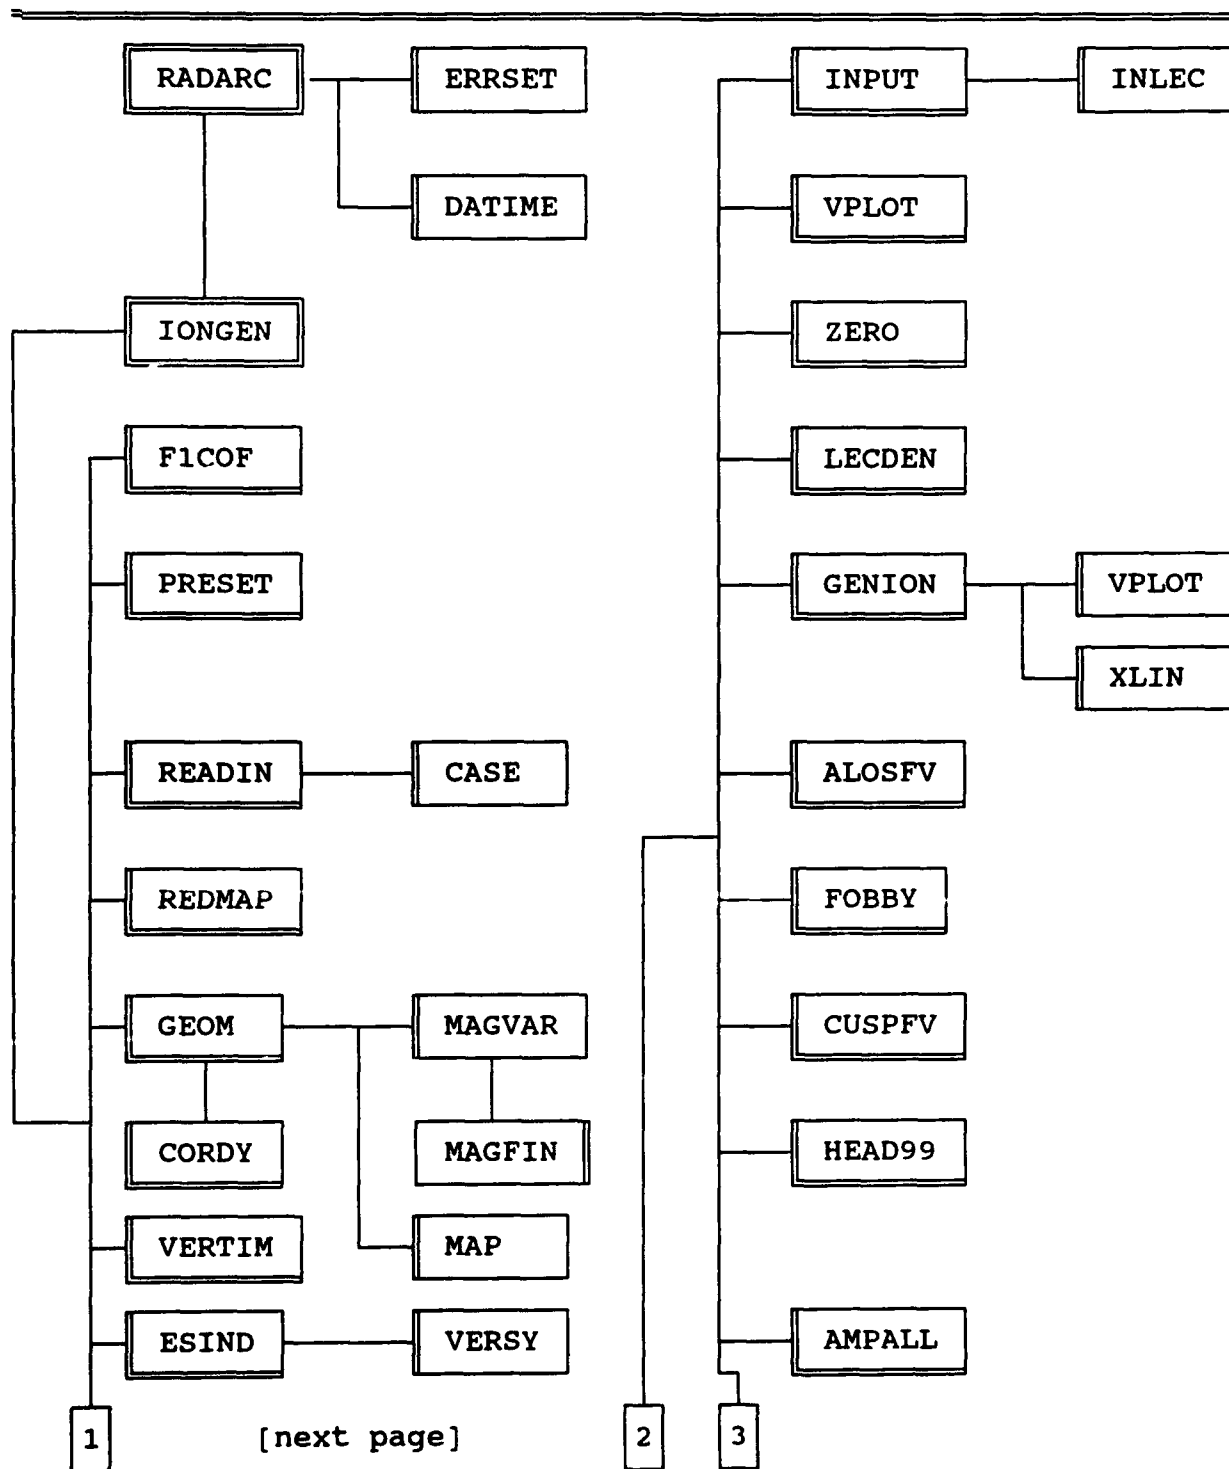 RADARC
ERRSET
DATIME
IONGEN
F1COF
PRESET
READIN
CASE
REDMAP
GEOM
MAGVAR
CORDY
MAGFIN
VERTIM
MAP
ESIND
VERSY
1
[next page]
INPUT
INLEC
VPLOT
ZERO
LECDEN
GENION
VPLOT
XLIN
ALOSFV
FOBBY
CUSPFV
HEAD99
AMPALL
2
3